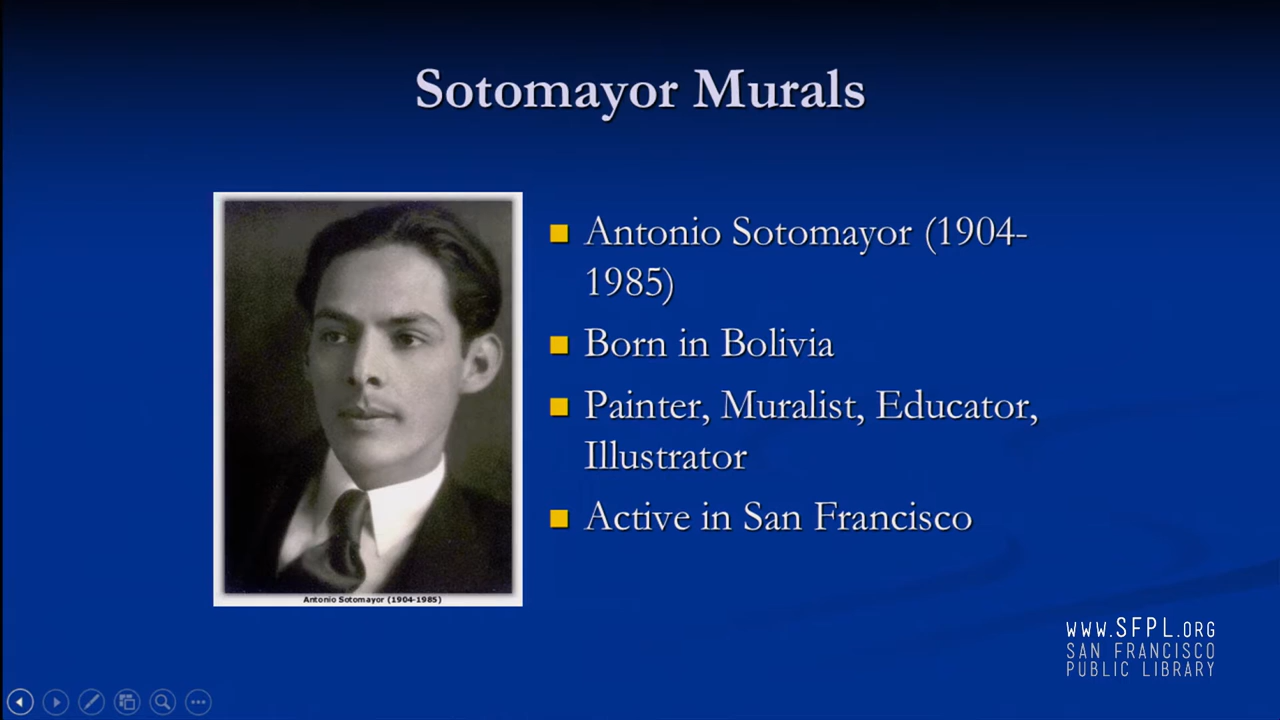 Sotomayor Murals
Antonio Sotomayor (1904-
1985)
Born in Bolivia
Painter, Muralist, Educator,
Illustrator
Active in San Francisco
Antonio Sotomayor (1904-1985)
WWW.SFPL.ORG
SAN FRANCISCO
PUBLIC LIBRARY